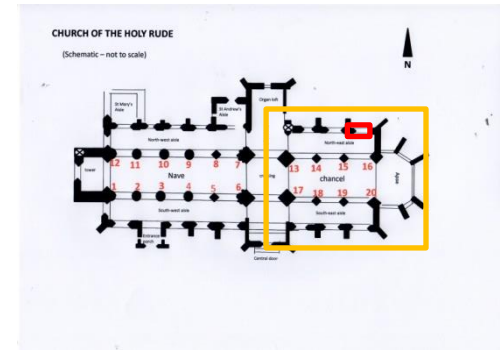 CHURCH OF THE HOLY RUDE
(Schematic – not to scale)
N
St Mary's
Aisle
St Andrew's
Aisle
Organ loft
North-west aisle
North-east aisle
12 11 10 9 8 7
13 14 15 16
tower
Nave
chancel
Apse
1 2 3 4 5 6
17 18 19 20
South-west aisle
South-east aisle
Entrance
porch
Central door